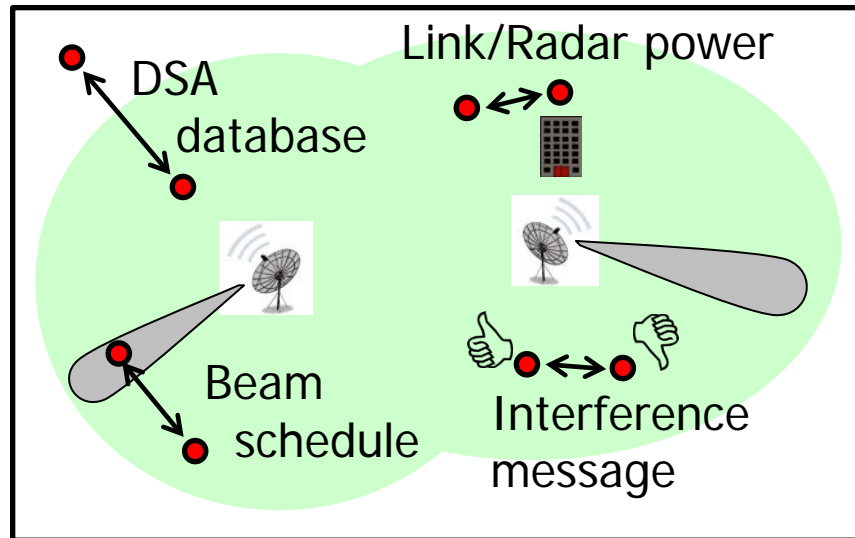 DSA
database
Link/Radar power
Beam
schedule
Interference
message